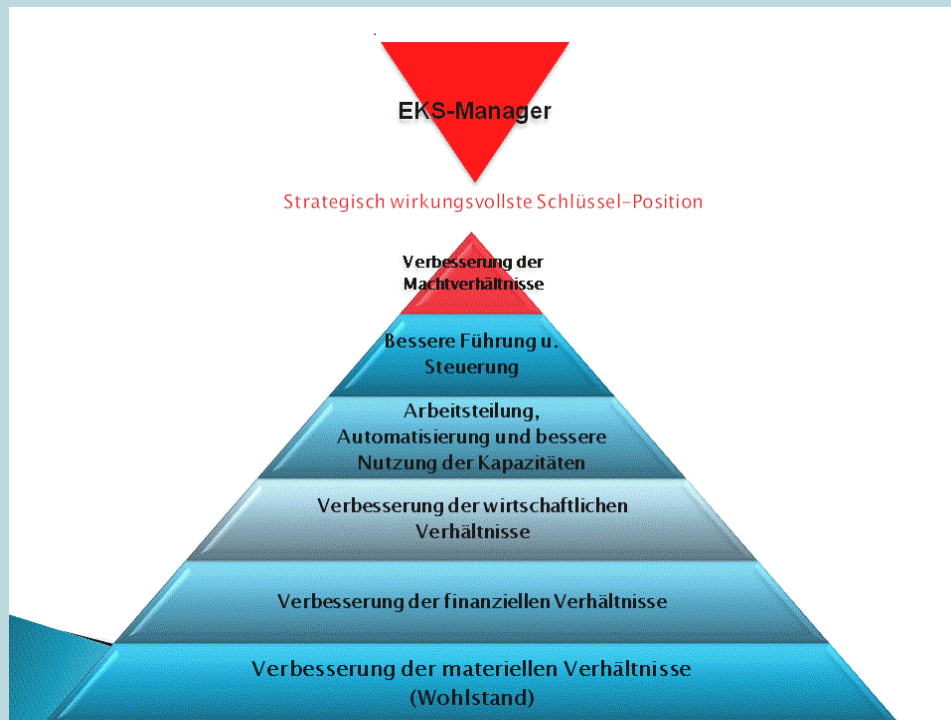 EKS-Manager
Strategisch wirkungsvollste Schlüssel-Position
Verbesserung der
Machtverhältnisse
Bessere Führung u.
Steuerung
Arbeitsteilung,
Automatisierung und bessere
Nutzung der Kapazitäten
Verbesserung der wirtschaftlichen
Verhältnisse
Verbesserung der finanziellen Verhältnisse
Verbesserung der materiellen Verhältnisse
(Wohlstand)